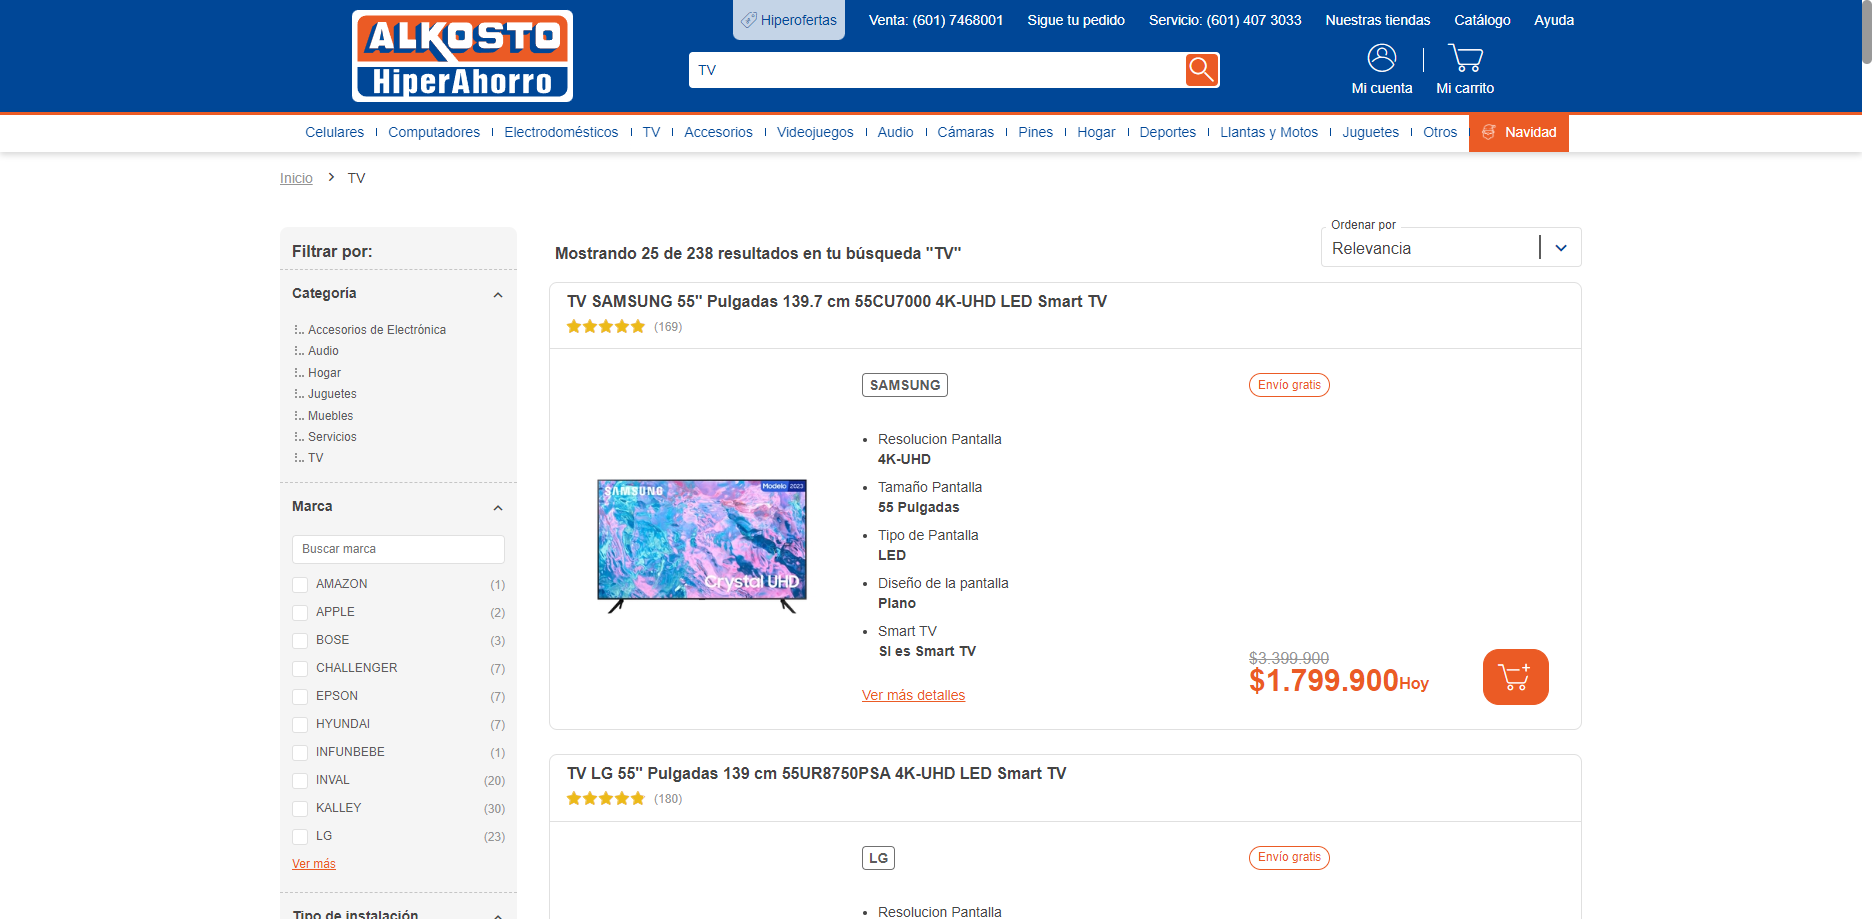 ALKOSTO
HiperAhorro
Hiperofertas
Venta: (601) 7468001
Sigue tu pedido
Servicio: (601) 407 3033
Nuestras tiendas
Catálogo
Ayuda
TV
Mi cuenta
Mi carrito
Celulares
Computadores
Electrodomésticos
TV
Accesorios
Videojuegos
Audio
Cámaras
Pines
Hogar
Deportes
Llantas y Motos
Juguetes
Otros
Navidad
Inicio > TV
Filtrar por:
Categoría
Accesorios de Electrónica
Audio
Hogar
Juguetes
Muebles
Servicios
TV
Marca
Buscar marca
AMAZON (1)
APPLE (2)
BOSE (3)
CHALLENGER (7)
EPSON (7)
HYUNDAI (7)
INFUNBEBE (1)
INVAL (20)
KALLEY (30)
LG (23)
Ver más
Tipo de instalación
Mostrando 25 de 238 resultados en tu búsqueda "TV"
Ordenar por
Relevancia
TV SAMSUNG 55" Pulgadas 139.7 cm 55CU7000 4K-UHD LED Smart TV
(169)
SAMSUNG
Modelo 2023
Crystal UHD
SAMSUNG
Envío gratis
Resolucion Pantalla
4K-UHD
Tamaño Pantalla
55 Pulgadas
Tipo de Pantalla
LED
Diseño de la pantalla
Plano
Smart TV
Si es Smart TV
Ver más detalles
$3.399.900
$1.799.900 Hoy
TV LG 55" Pulgadas 139 cm 55UR8750PSA 4K-UHD LED Smart TV
(180)
LG
Envío gratis
Resolucion Pantalla